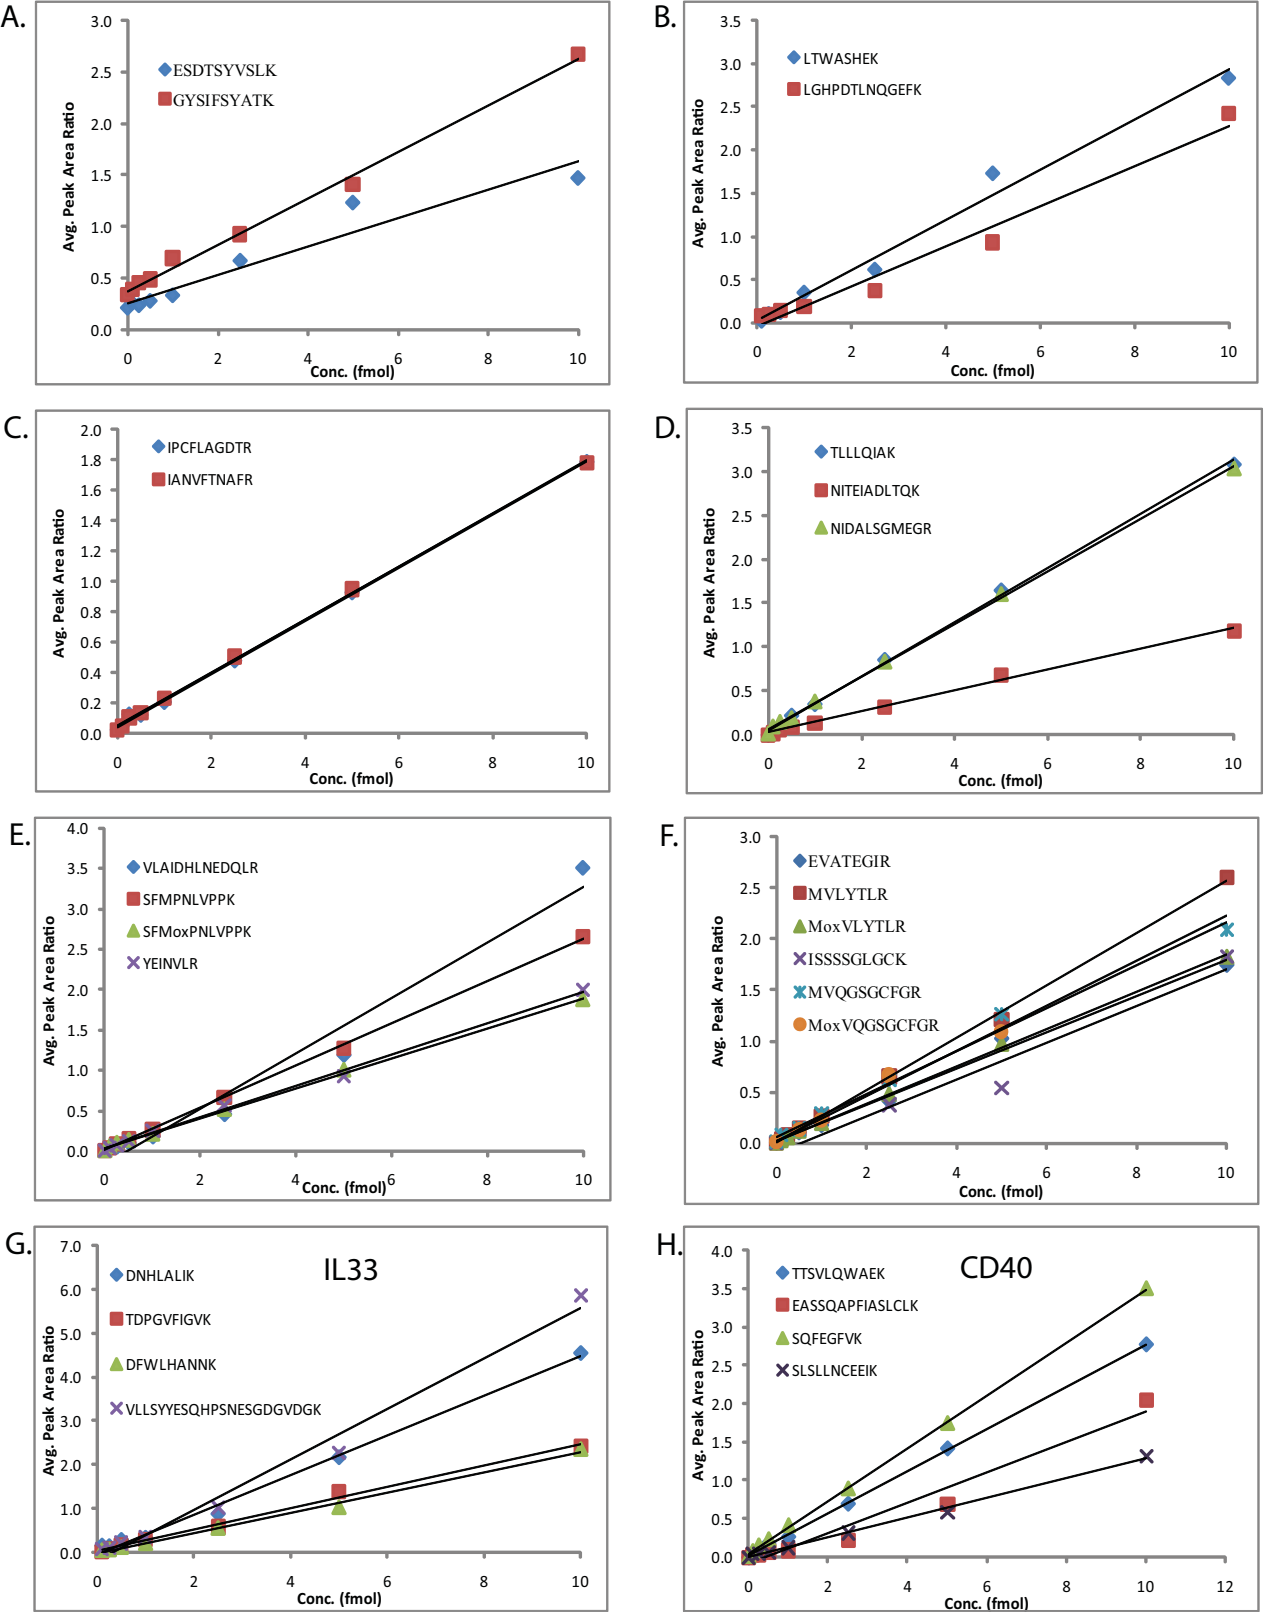 A.
3.0
2.5
2.0
1.5
1.0
0.5
0.0
Avg. Peak Area Ratio
ESDTSYVSLK
GYSIFSYATK
0 2 4 6 8 10
Conc. (fmol)
B.
3.5
3.0
2.5
2.0
1.5
1.0
0.5
0.0
Avg. Peak Area Ratio
LTWASHEK
LGHPDTLNQGEFK
0 2 4 6 8 10
Conc. (fmol)
C.
2.0
1.8
1.6
1.4
1.2
1.0
0.8
0.6
0.4
0.2
0.0
Avg. Peak Area Ratio
IPCFLAGDTR
IANVFTNAFR
0 2 4 6 8 10
Conc. (fmol)
D.
3.5
3.0
2.5
2.0
1.5
1.0
0.5
0.0
Avg. Peak Area Ratio
TLLLQIAK
NITEIADLTQK
NIDALSGMEGR
0 2 4 6 8 10
Conc. (fmol)
E.
4.0
3.5
3.0
2.5
2.0
1.5
1.0
0.5
0.0
Avg. Peak Area Ratio
VLAIDHLNEDQLR
SFMPNLVPPK
SFMoxPNLVPPK
YEINVLR
0 2 4 6 8 10
Conc. (fmol)
F.
3.0
2.5
2.0
1.5
1.0
0.5
0.0
Avg. Peak Area Ratio
EVATEGIR
MVLYTLR
MoxVLYTLR
ISSSSGLGCK
MVQGSGCFGR
MoxVQGSGCFGR
0 2 4 6 8 10
Conc. (fmol)
G.
IL33
7.0
6.0
5.0
4.0
3.0
2.0
1.0
0.0
Avg. Peak Area Ratio
DNHLALIK
TDPGVFIGVK
DFWLHANNK
VLLSYYESQHPSNESGDGVDGK
0 2 4 6 8 10
Conc. (fmol)
H.
CD40
4.0
3.5
3.0
2.5
2.0
1.5
1.0
0.5
0.0
Avg. Peak Area Ratio
TTSVLQWAEK
EASSQAPFIASLCLK
SQFEGFVK
SLSLLNCEEIK
0 2 4 6 8 10 12
Conc. (fmol)